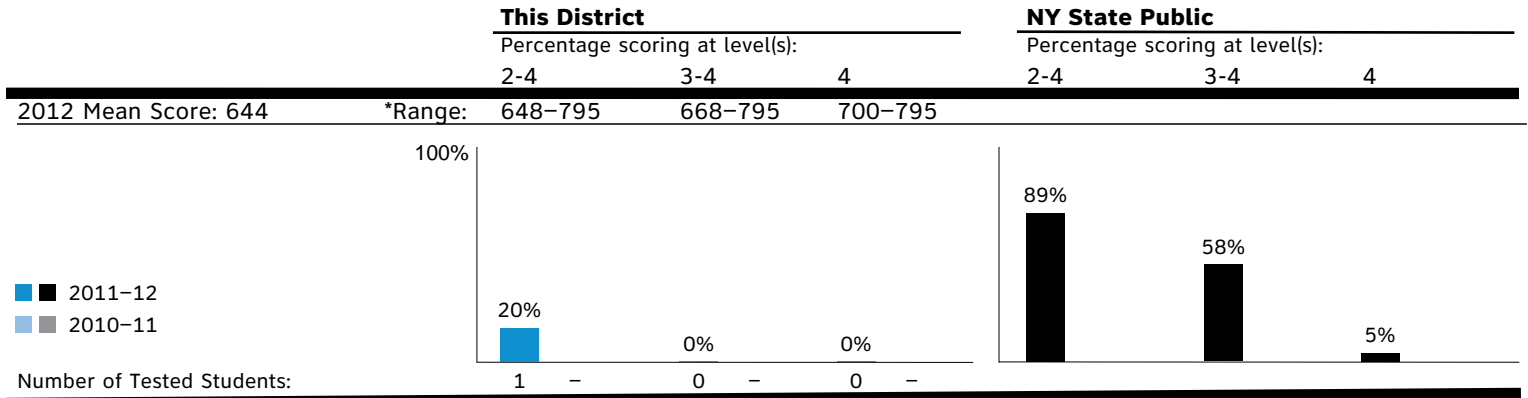 This District NY State Public
Percentage scoring at level(s): Percentage scoring at level(s):
2-4 3-4 4 2-4 3-4 4
2012 Mean Score: 644 *Range: 648–795 668–795 700–795
100%
89%
58%
2011–12
20%
2010–11
5%
0% 0%
Number of Tested Students: 1 – 0 – 0 –